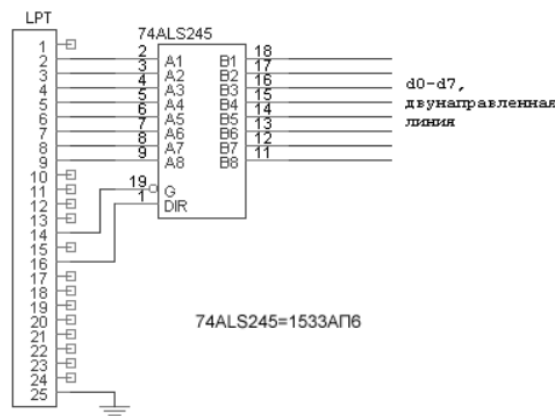 LPT
74ALS245
1
2
3
4
5
6
7
8
9
10
11
12
13
14
15
16
17
18
19
20
21
22
23
24
25
2 A1 B1 18
3 A2 B2 17
4 A3 B3 16
5 A4 B4 15
6 A5 B5 14
7 A6 B6 13
8 A7 B7 12
9 A8 B8 11
19 G
1 DIR
d0-d7,
двунаправленная
линия
74ALS245=1533АП6